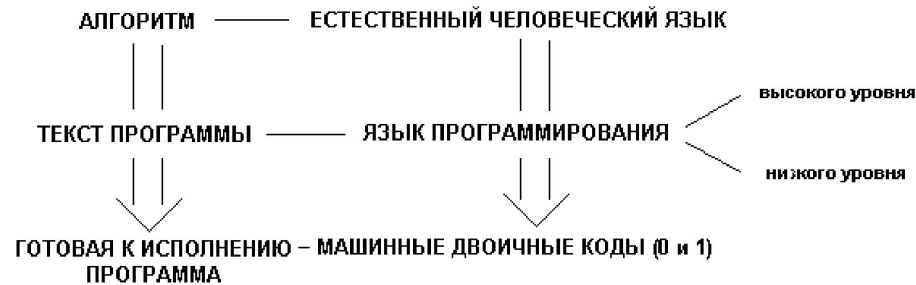 АЛГОРИТМ ЕСТЕСТВЕННЫЙ ЧЕЛОВЕЧЕСКИЙ ЯЗЫК
высокого уровня
ТЕКСТ ПРОГРАММЫ ЯЗЫК ПРОГРАММИРОВАНИЯ
низкого уровня
ГОТОВАЯ К ИСПОЛНЕНИЮ – МАШИННЫЕ ДВОИЧНЫЕ КОДЫ (0 и 1)
ПРОГРАММА